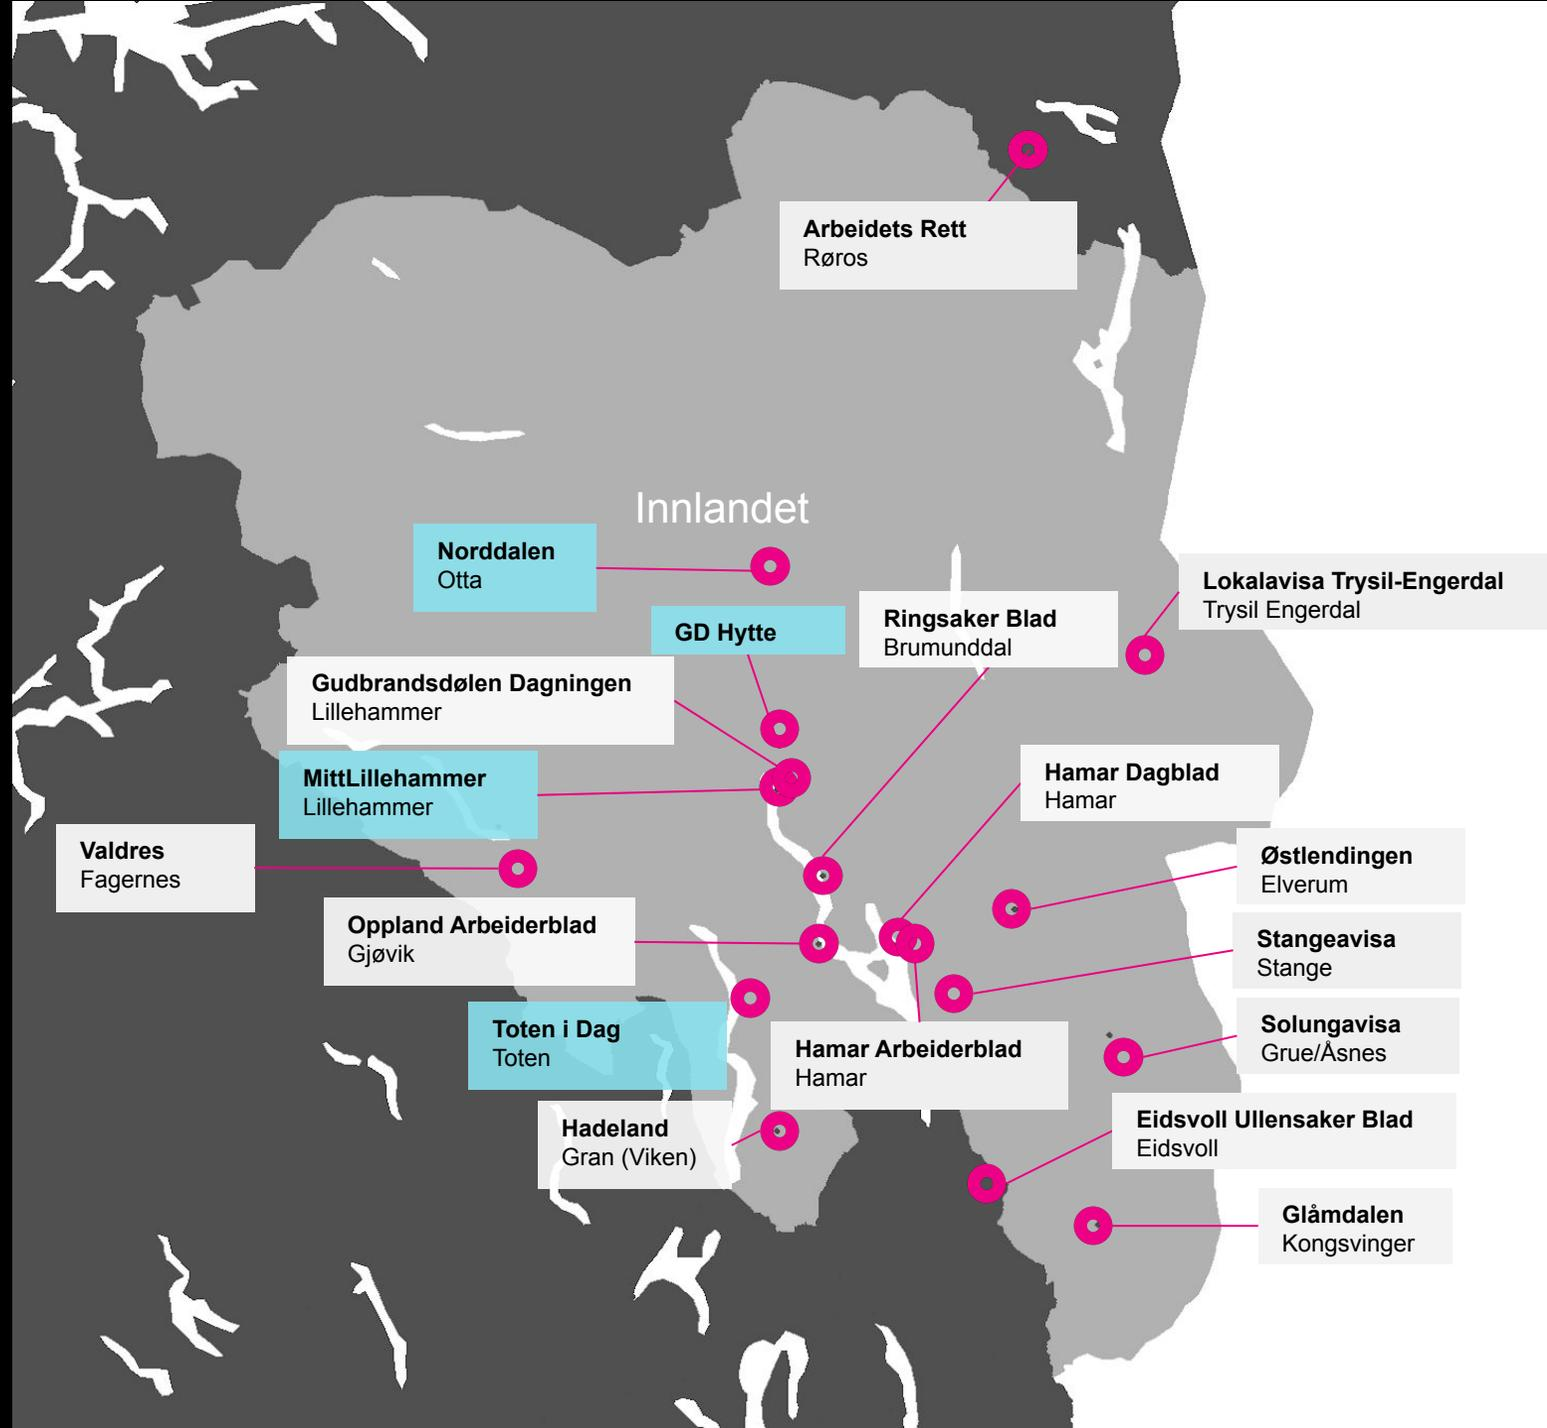 Arbeidets Rett
Røros
Innlandet
Norddalen
Otta
Lokalavisa Trysil-Engerdal
Trysil Engerdal
GD Hytte
Ringsaker Blad
Brumunddal
Gudbrandsdølen Dagningen
Lillehammer
MittLillehammer
Lillehammer
Hamar Dagblad
Hamar
Valdres
Fagernes
Østlendingen
Elverum
Oppland Arbeiderblad
Gjøvik
Stangeavisa
Stange
Toten i Dag
Toten
Hamar Arbeiderblad
Hamar
Solungavisa
Grue/Åsnes
Hadeland
Gran (Viken)
Eidsvoll Ullensaker Blad
Eidsvoll
Glåmdalen
Kongsvinger